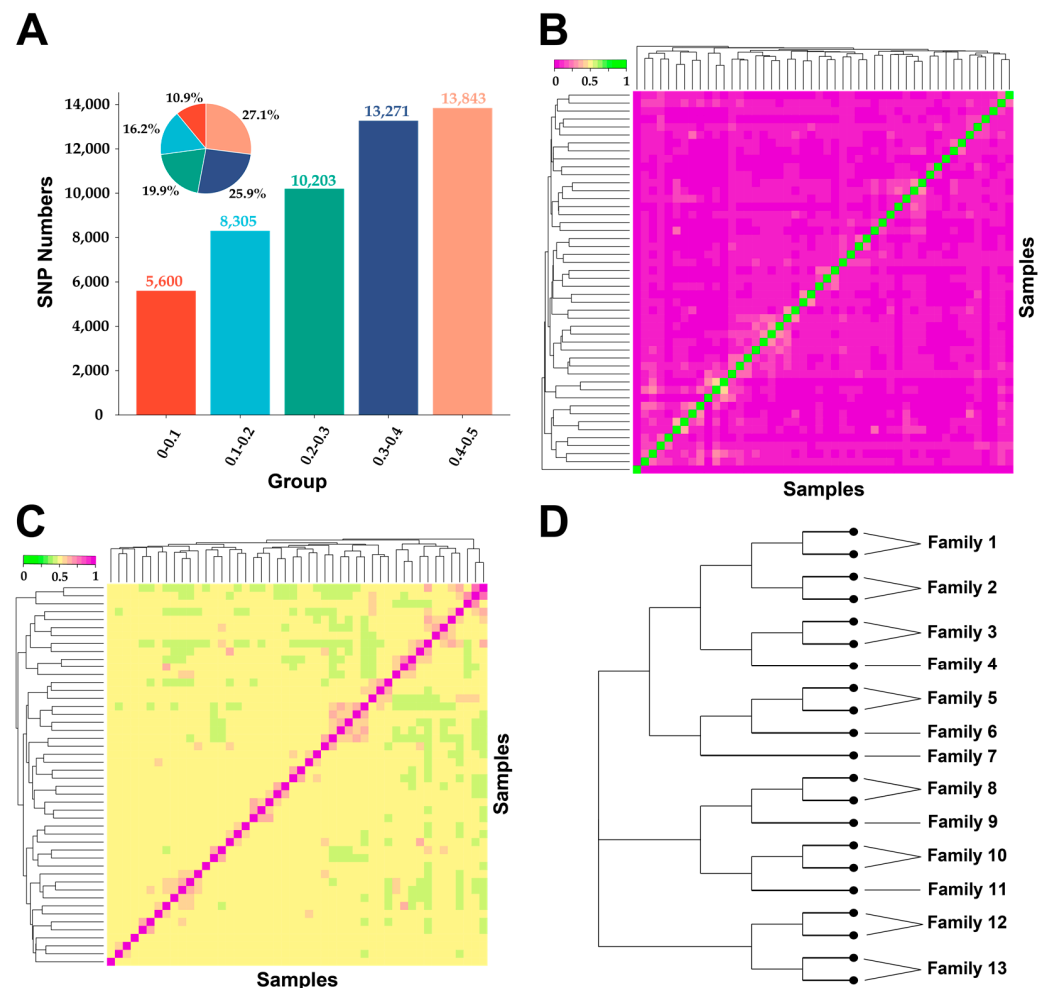 A
SNP Numbers
14,000
12,000
10,000
8,000
6,000
4,000
2,000
0
10.9%
27.1%
16.2%
19.9%
25.9%
5,600
8,305
10,203
13,271
13,843
0-0.1
0.1-0.2
0.2-0.3
0.3-0.4
0.4-0.5
Group
B
0 0.5 1
Samples
Samples
C
0 0.5 1
Samples
Samples
D
Family 1
Family 2
Family 3
Family 4
Family 5
Family 6
Family 7
Family 8
Family 9
Family 10
Family 11
Family 12
Family 13